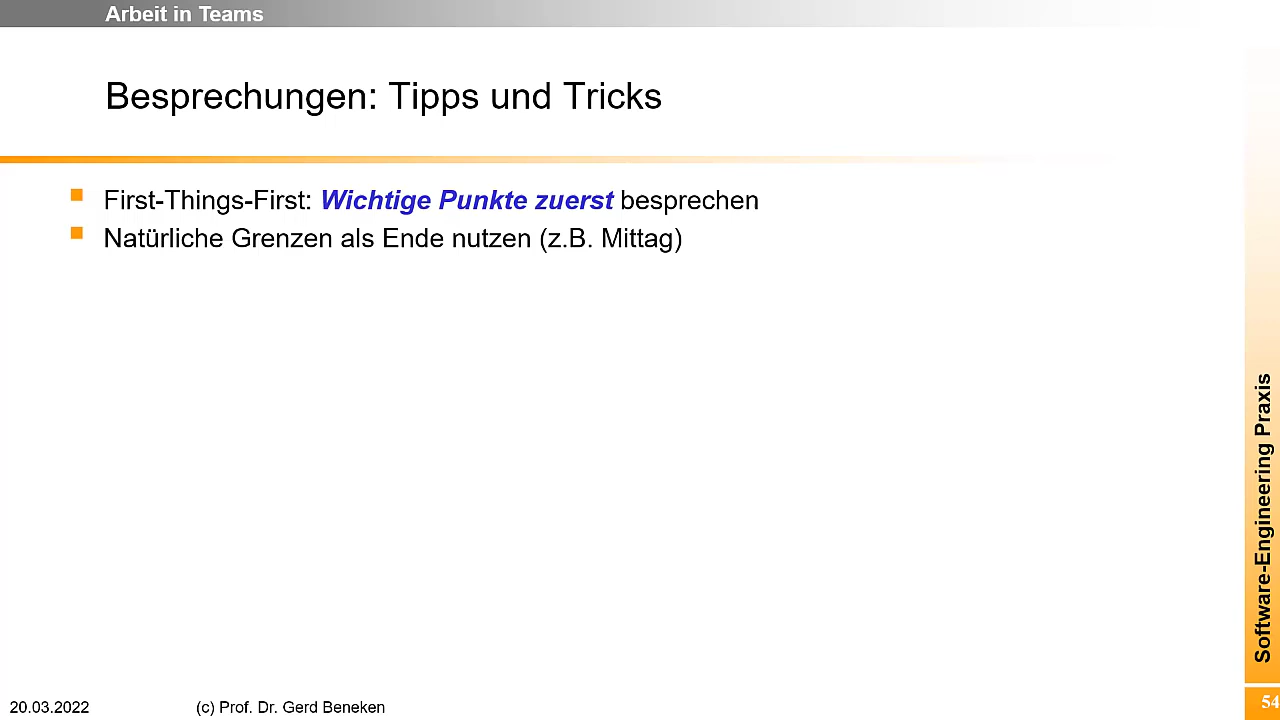 Arbeit in Teams
Besprechungen: Tipps und Tricks
First-Things-First: Wichtige Punkte zuerst besprechen
Natürliche Grenzen als Ende nutzen (z.B. Mittag)
Software-Engineering Praxis
20.03.2022
(c) Prof. Dr. Gerd Beneken
54